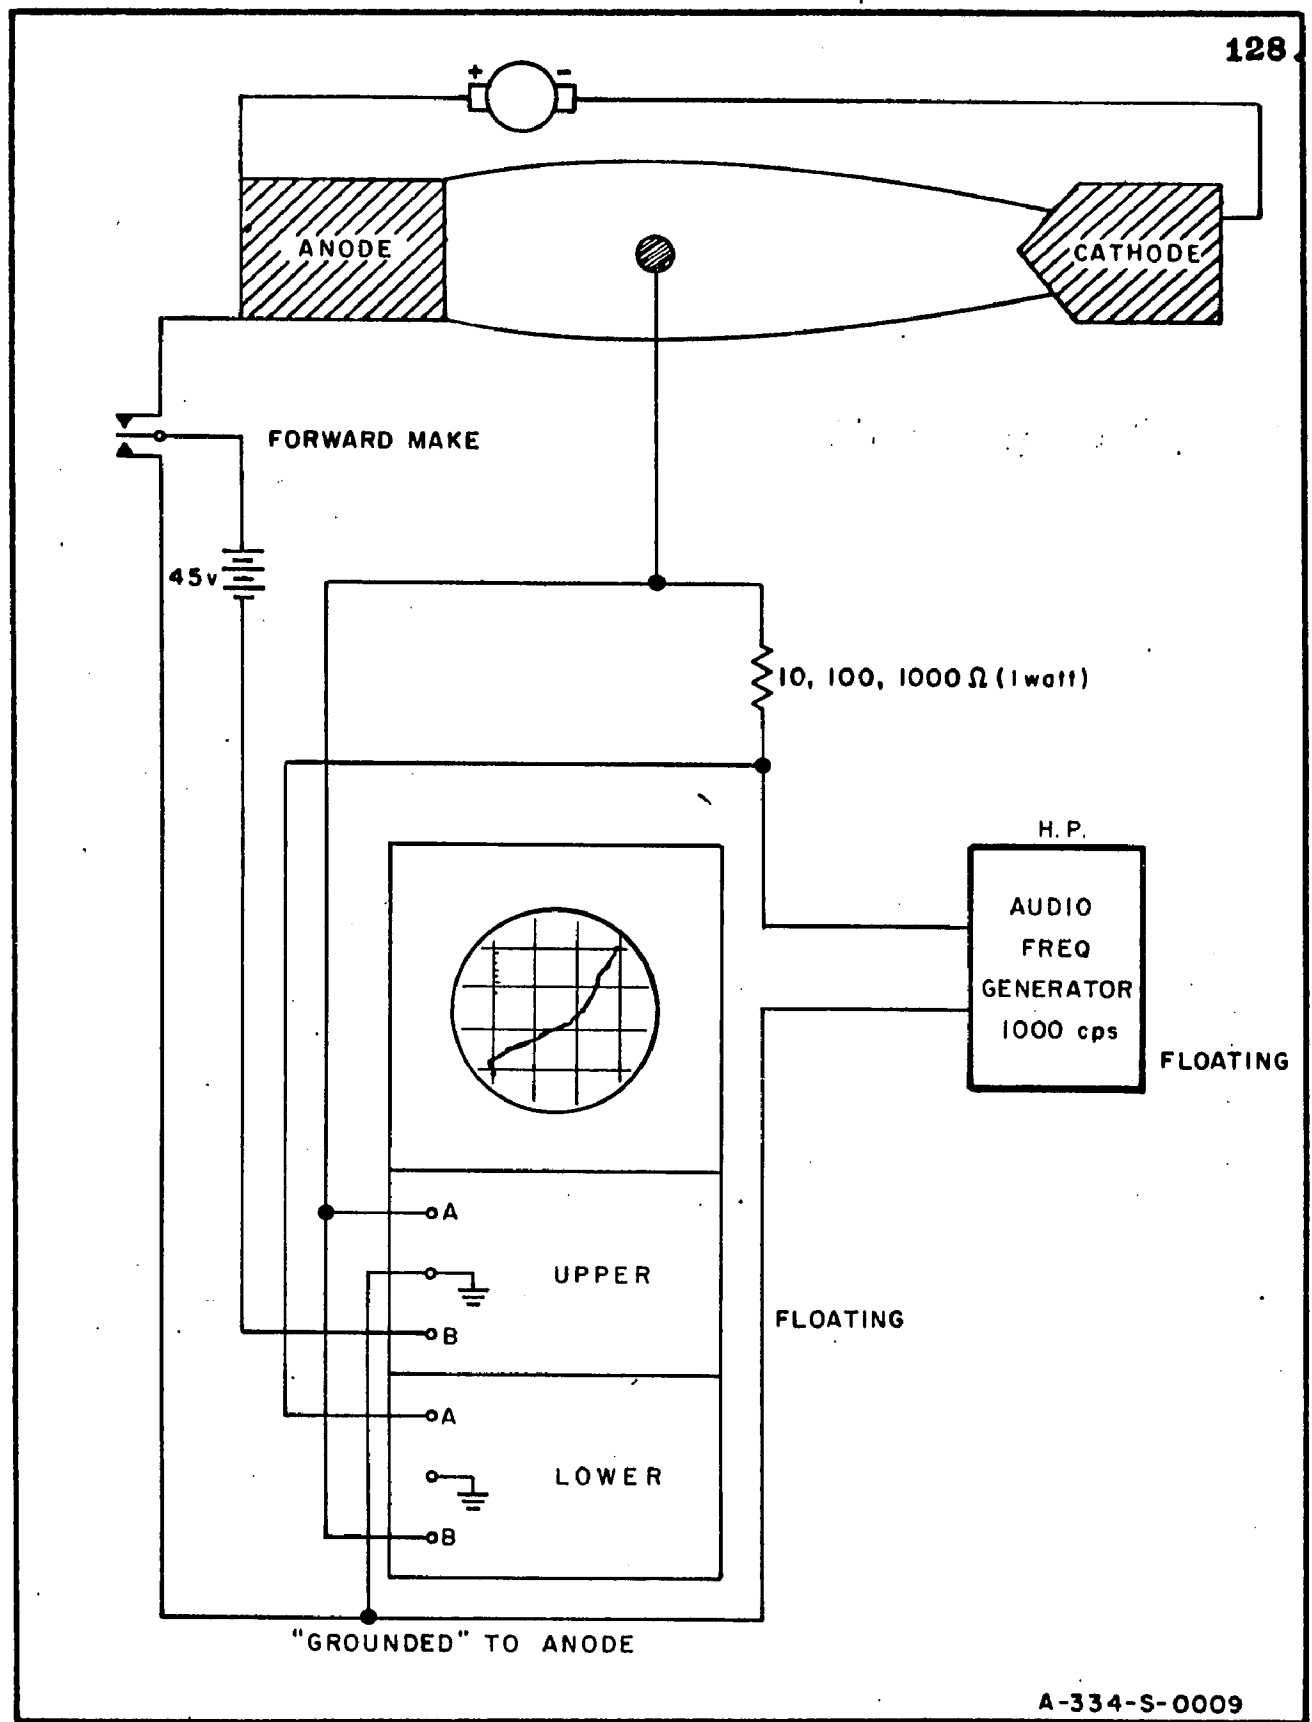 128.
+ -
ANODE
CATHODE
FORWARD MAKE
45v
10, 100, 1000 Ω (1 watt)
H. P.
AUDIO
FREQ
GENERATOR
1000 cps
FLOATING
A
UPPER
B
FLOATING
A
LOWER
B
"GROUNDED" TO ANODE
A-334-S-0009